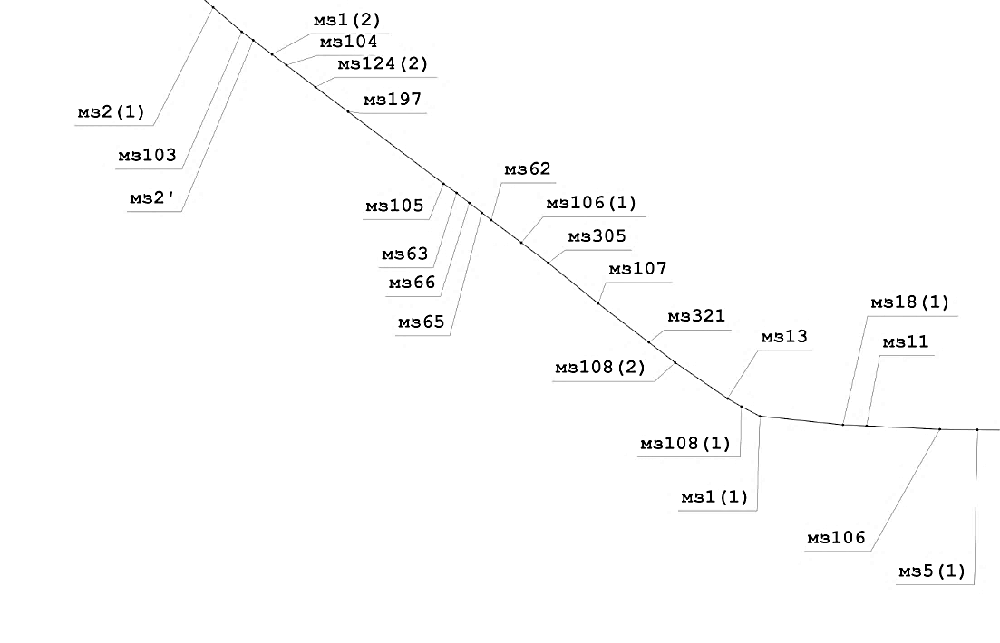 мз1(2)
мз104
мз124(2)
мз197
мз2(1)
мз103
мз2'
мз62
мз105
мз106(1)
мз305
мз63
мз107
мз66
мз65
мз321
мз18(1)
мз13
мз11
мз108(2)
мз108(1)
мз1(1)
мз106
мз5(1)